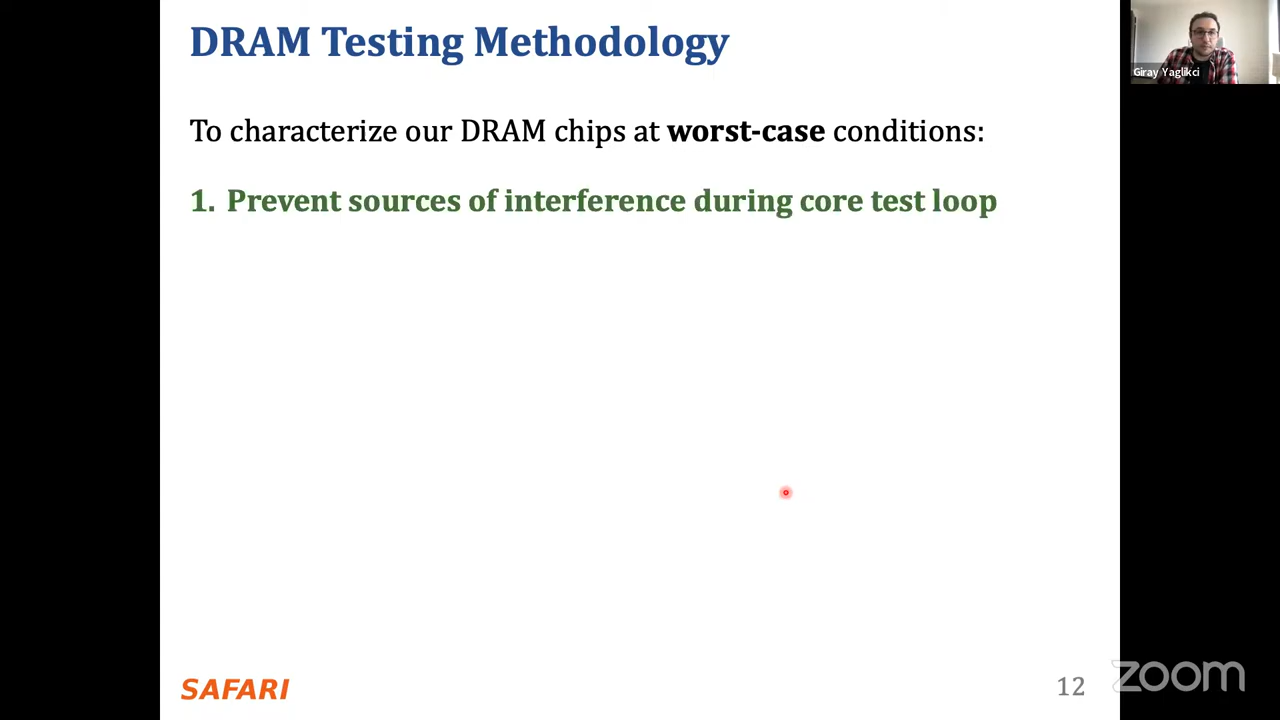 DRAM Testing Methodology
Giray Yaglikci
To characterize our DRAM chips at worst-case conditions:
1. Prevent sources of interference during core test loop
SAFARI
12
zoom